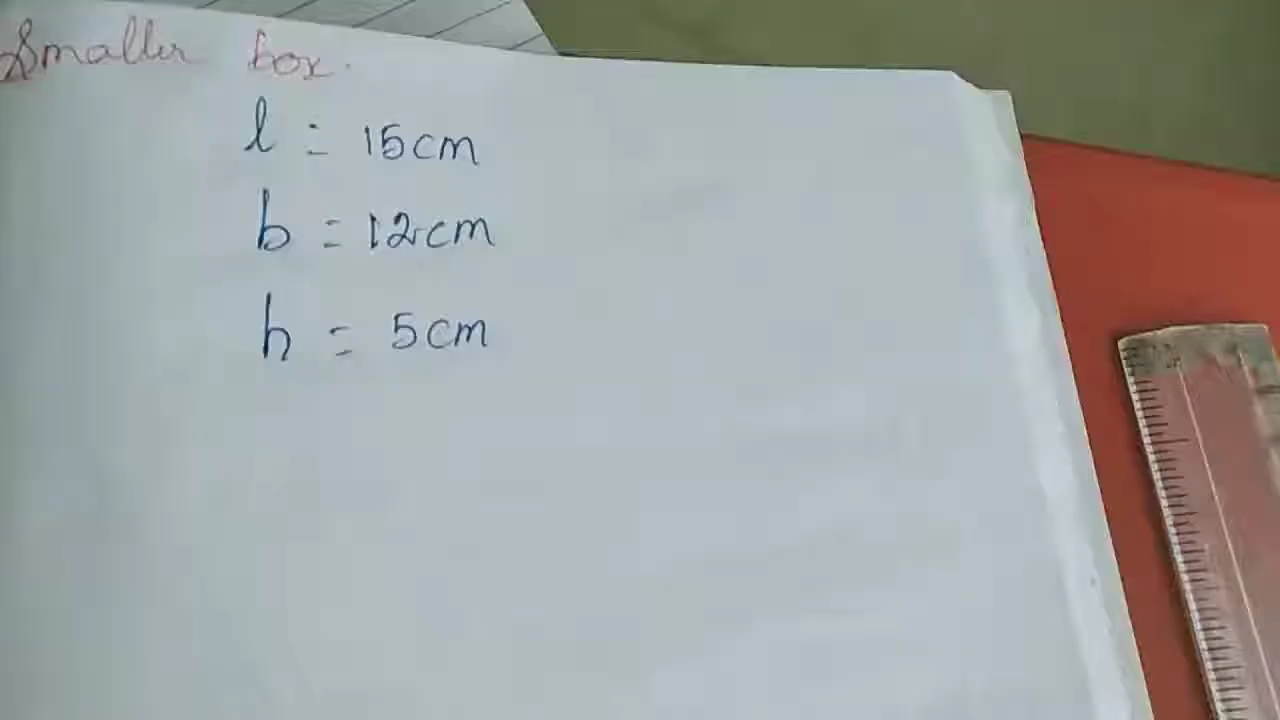 Smaller box.
l = 15cm
b = 12cm
h = 5cm